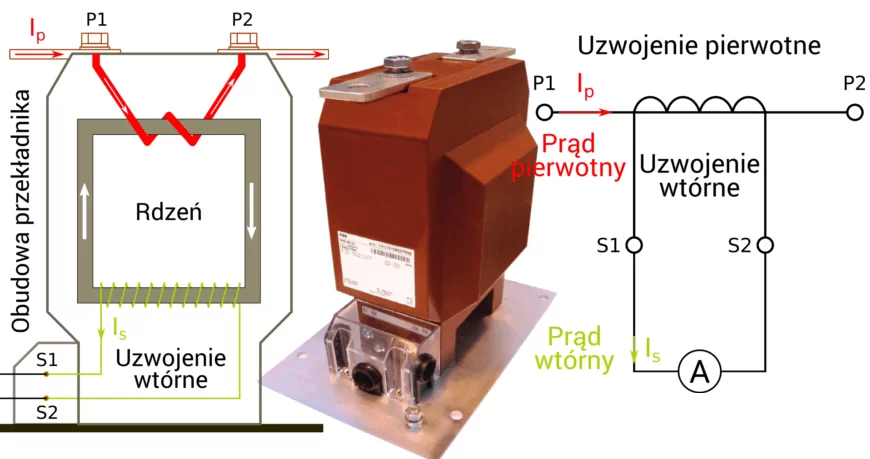 P1
P2
Ip
Obudowa przekładnika
Rdzeń
Is
Uzwojenie
wtórne
S1
S2
ABB
Uzwojenie pierwotne
P1
Ip
P2
Prąd
pierwotny
Uzwojenie
wtórne
S1
S2
Prąd
wtórny
Is
A